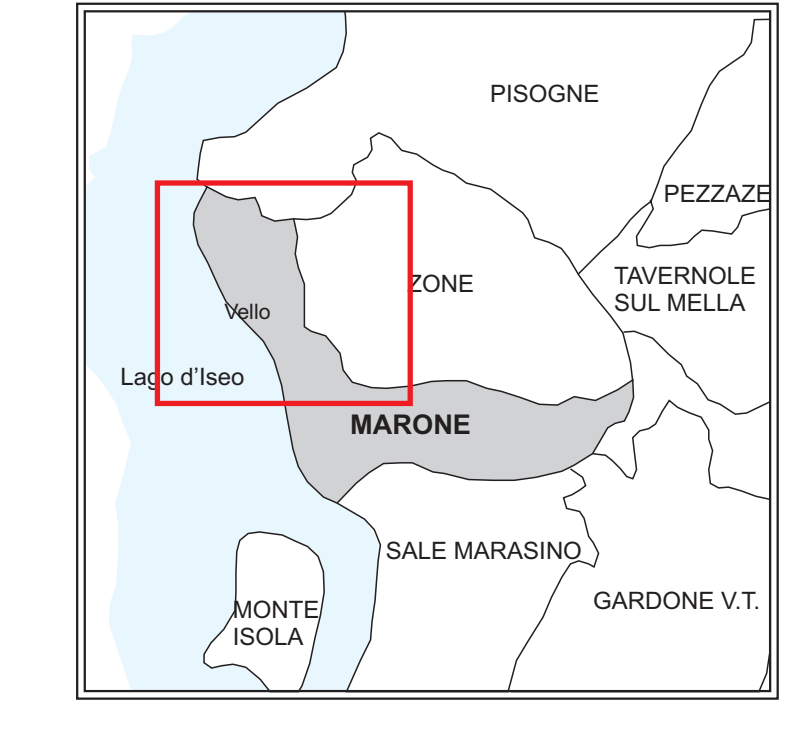 PISOGNE
PEZZAZE
TAVERNOLE
SUL MELLA
ZONE
Vello
Lago d'Iseo
MARONE
SALE MARASINO
GARDONE V.T.
MONTE
ISOLA